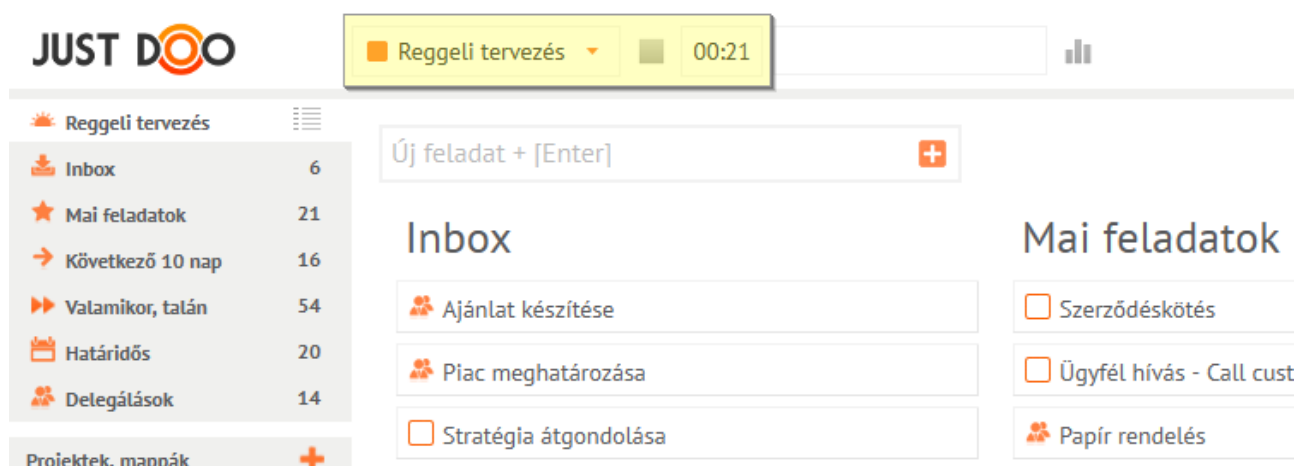 JUST DOO
Reggeli tervezés 00:21
Reggeli tervezés
Inbox 6
Mai feladatok 21
Következő 10 nap 16
Valamikor, talán 54
Határidős 20
Delegálások 14
Projektek, mappák
Új feladat + [Enter]
Inbox
Ajánlat készítése
Piac meghatározása
Stratégia átgondolása
Mai feladatok
Szerződéskötés
Ügyfél hívás - Call cust
Papír rendelés